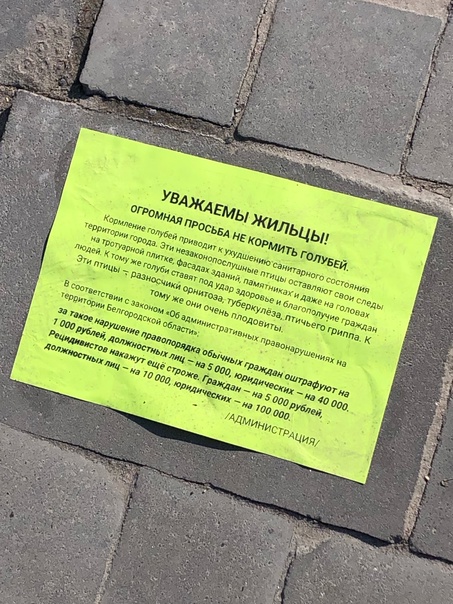 УВАЖАЕМЫ ЖИЛЬЦЫ!
ОГРОМНАЯ ПРОСЬБА НЕ КОРМИТЬ ГОЛУБЕЙ.
Кормление голубей приводит к ухудшению санитарного состояния
территории города. Эти незаконопослушные птицы оставляют свои следы
на тротуарной плитке, фасадах зданий, памятниках и даже на головах
людей. К тому же голуби ставят под удар здоровье и благополучие граждан
Эти птицы – разносчики орнитоза, туберкулёза, птичьего гриппа. К
тому же они очень плодовиты.
В соответствии с законом «Об административных правонарушениях на
территории Белгородской области»
за такое нарушение правопорядка обычных граждан оштрафуют на
1 000 рублей, должностных лиц – на 5 000, юридических – на 40 000.
Рецидивистов накажут ещё строже. Граждан – на 5 000 рублей,
должностных лиц – на 10 000, юридических – на 100 000.
/АДМИНИСТРАЦИЯ/